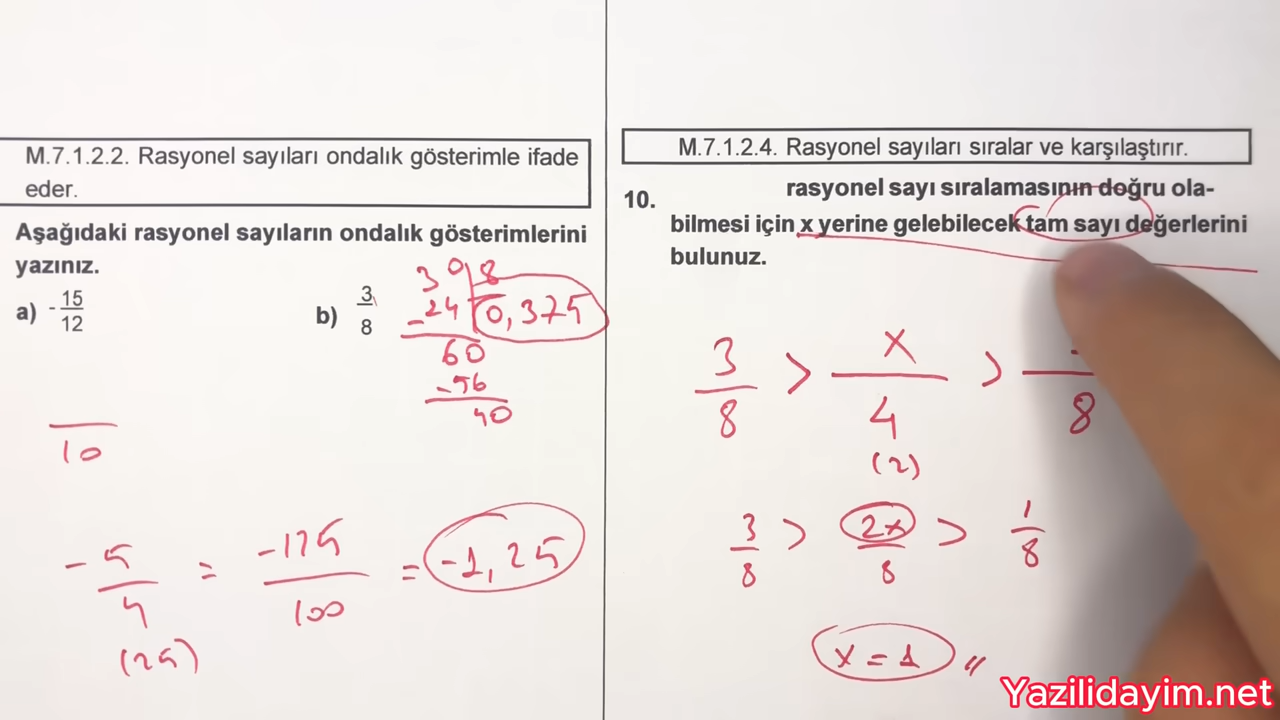 M.7.1.2.2. Rasyonel sayıları ondalık gösterimle ifade
eder.
Aşağıdaki rasyonel sayıların ondalık gösterimlerini
yazınız.
a) -15/12
b) 3/8
30 | 8
-24 0,375
60
-56
40
—/10
-5/4 = -125/100 = -1,25
(25)
M.7.1.2.4. Rasyonel sayıları sıralar ve karşılaştırır.
10. rasyonel sayı sıralamasının doğru ola-
bilmesi için x yerine gelebilecek tam sayı değerlerini
bulunuz.
3/8 > x/4 > /8
(2)
3/8 > 2x/8 > 1/8
x = 1 //
Yazilidayim.net